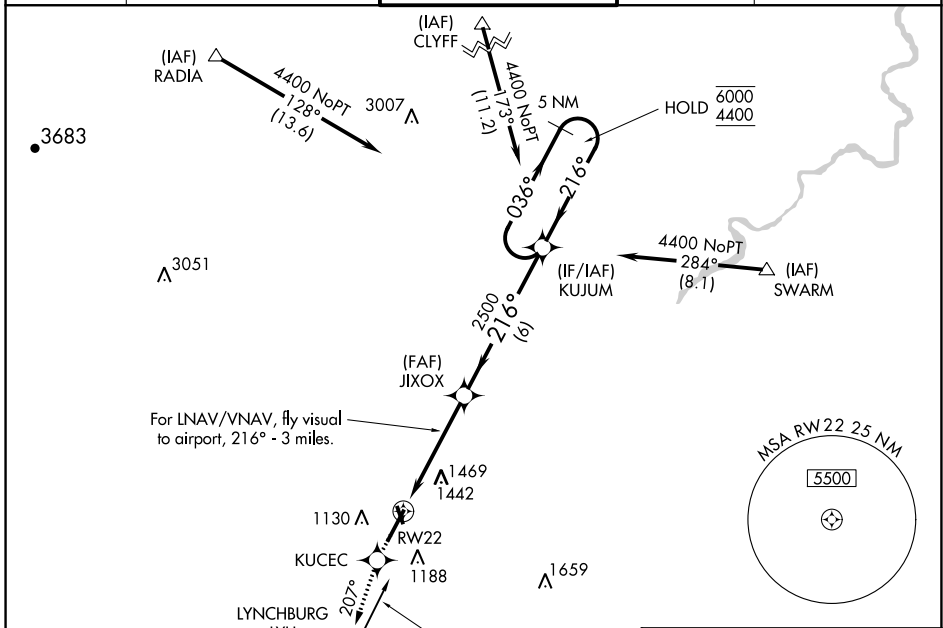 (IAF)
CLYFF
(IAF)
RADIA
4400 NoPT
128°
(13.6)
3007
4400 NoPT
173°
(11.2)
5 NM
HOLD
6000
4400
3683
036°
216°
3051
(IF/IAF)
KUJUM
4400 NoPT
284°
(8.1)
(IAF)
SWARM
2500
216°
(6)
(FAF)
JIXOX
For LNAV/VNAV, fly visual
to airport, 216° - 3 miles.
MSA RW22 25 NM
5500
1469
1442
1130
RW22
KUCEC
1188
1659
207°
LYNCHBURG